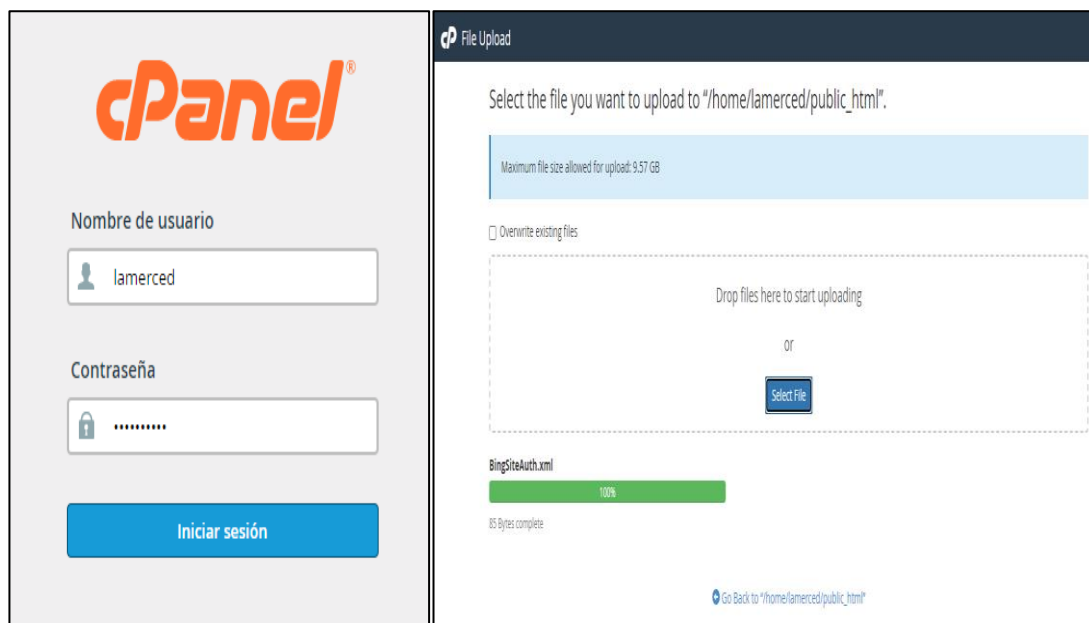 cPanel®
Nombre de usuario
lamerced
Contraseña
••••••••••
Iniciar sesión
cP File Upload
Select the file you want to upload to “/home/lamerced/public_html”.
Maximum file size allowed for upload: 9.57 GB
Overwrite existing files
Drop files here to start uploading
or
Select File
BingSiteAuth.xml
100%
85 Bytes complete
Go Back to “/home/lamerced/public_html”